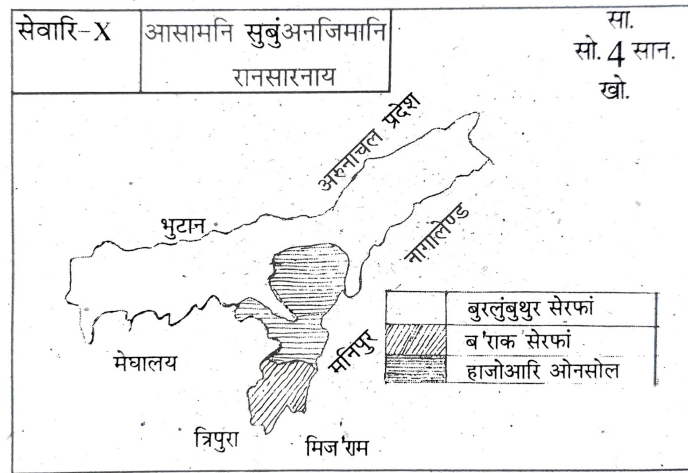 सेवारि-X
आसामनि सुबुंअनजिमानि
रानसारनाय
सा.
सो. 4 सान.
खो.
अरुनाचल प्रदेश
भुटान
नागालेण्ड
बुरलुंबुथुर सेरफां
ब'राक सेरफां
हाजोआरि ओनसोल
मनिपुर
मेघालय
त्रिपुरा
मिज'राम